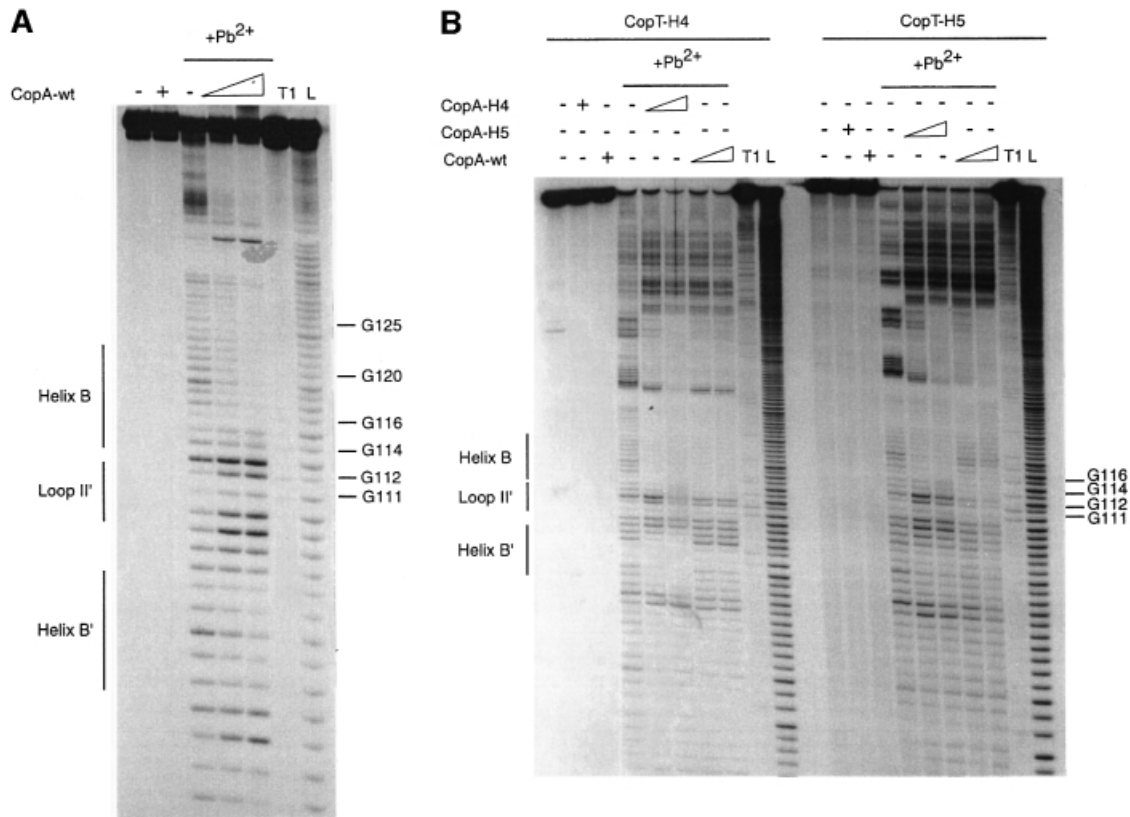 A
+Pb2+
CopA-wt - + - T1 L
G125
G120
G116
G114
G112
G111
Helix B
Loop II'
Helix B'
B
CopT-H4 CopT-H5
+Pb2+ +Pb2+
CopA-H4 - + - - - - - - - - - -
CopA-H5 - - - - - - - + - - -
CopA-wt - - + - - - T1 L - - + - - - T1 L
Helix B
Loop II'
Helix B'
G116
G114
G112
G111